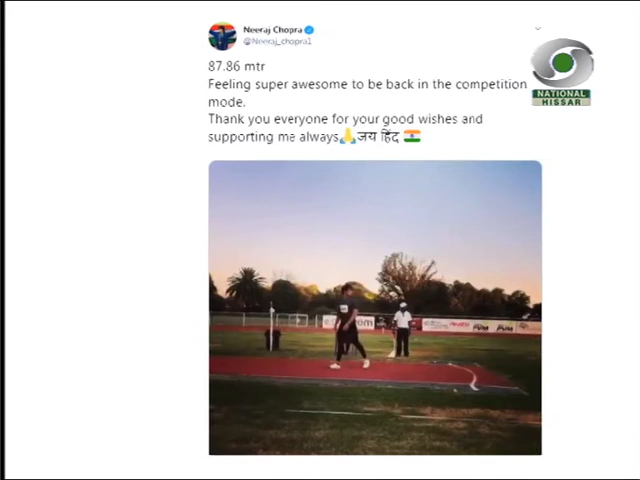 Neeraj Chopra
@Neeraj_chopra1
87.86 mtr
Feeling super awesome to be back in the competition
mode.
Thank you everyone for your good wishes and
supporting me always🙏जय हिंद 🇮🇳
NATIONAL
HISSAR